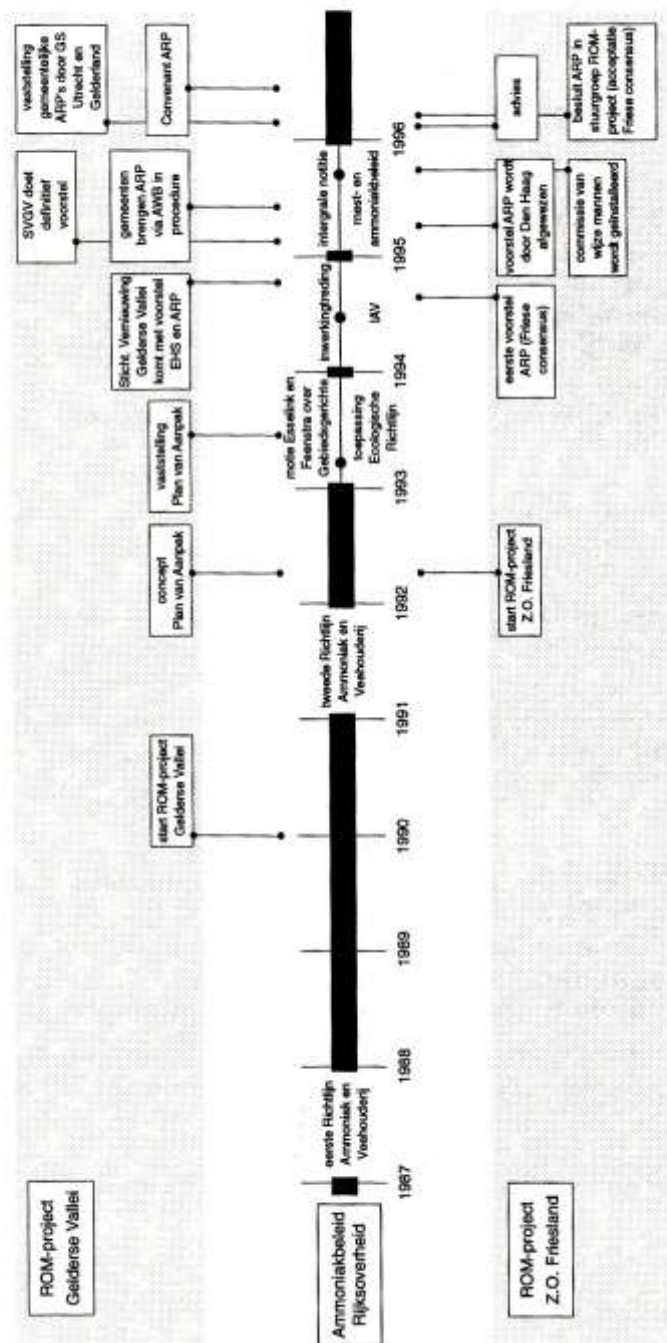 ROM-project
Gelderse Vallei
start ROM-project
Gelderse Vallei
concept
Plan van Aanpak
vaststelling
Plan van Aanpak
Sticht. Vernieuwing
Gelderse Vallei
komt met voorstel
EHS en ARP
SVGV doet
definitief
voorstel
gemeenten
brengen ARP
via AWB in
procedure
vaststelling
gemeentelijke
ARP's door GS
Utrecht en
Gelderland
Convenant ARP
Ammoniakbeleid
Rijksoverheid
eerste Richtlijn
Ammoniak en
Veehouderij
tweede Richtlijn
Ammoniak en
Veehouderij
motie Esselink en
Feenstra over
Gebiedsgerichte
toepassing
Ecologische
Richtlijn
inwerkingtreding
IAV
intergrale notitie
mest- en
ammoniakbeleid
1987
1988
1989
1990
1991
1992
1993
1994
1995
1996
ROM-project
Z.O. Friesland
start ROM-project
Z.O. Friesland
eerste voorstel
ARP (Friese
consensus)
voorstel ARP wordt
door Den Haag
afgewezen
commissie van
wijze mannen
wordt geïnstalleerd
advies
besluit ARP in
stuurgroep ROM-
project (acceptatie
Friese consensus)